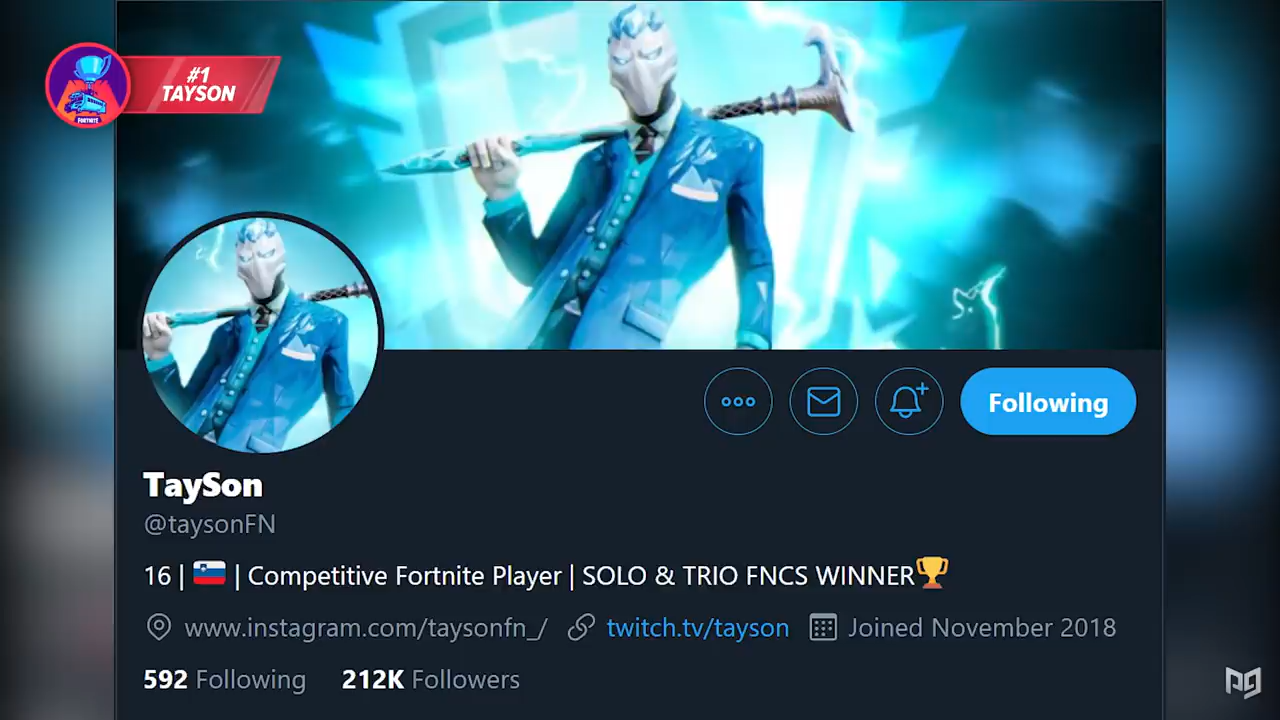 #1
TAYSON
FORTNITE
TaySon
@taysonFN
16 | 🇸🇮 | Competitive Fortnite Player | SOLO & TRIO FNCS WINNER🏆
www.instagram.com/taysonfn_/ twitch.tv/tayson Joined November 2018
592 Following 212K Followers
Following